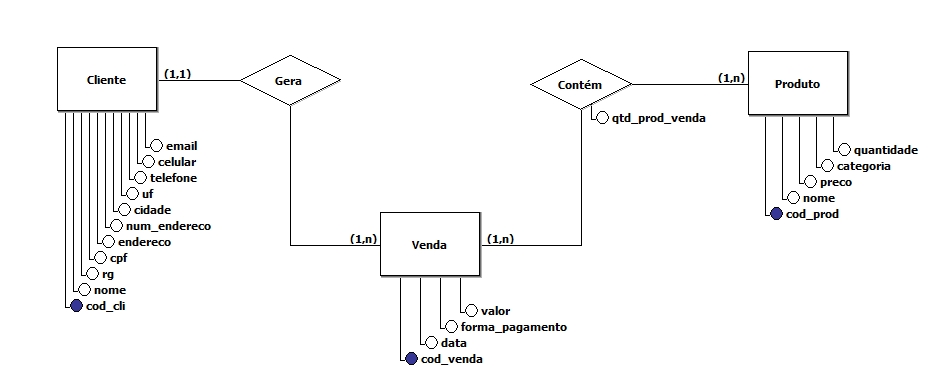 Cliente
(1,1)
Gera
Contém
(1,n)
Produto
qtd_prod_venda
email
celular
telefone
uf
cidade
num_endereco
endereco
cpf
rg
nome
cod_cli
quantidade
categoria
preco
nome
cod_prod
(1,n)
Venda
(1,n)
valor
forma_pagamento
data
cod_venda